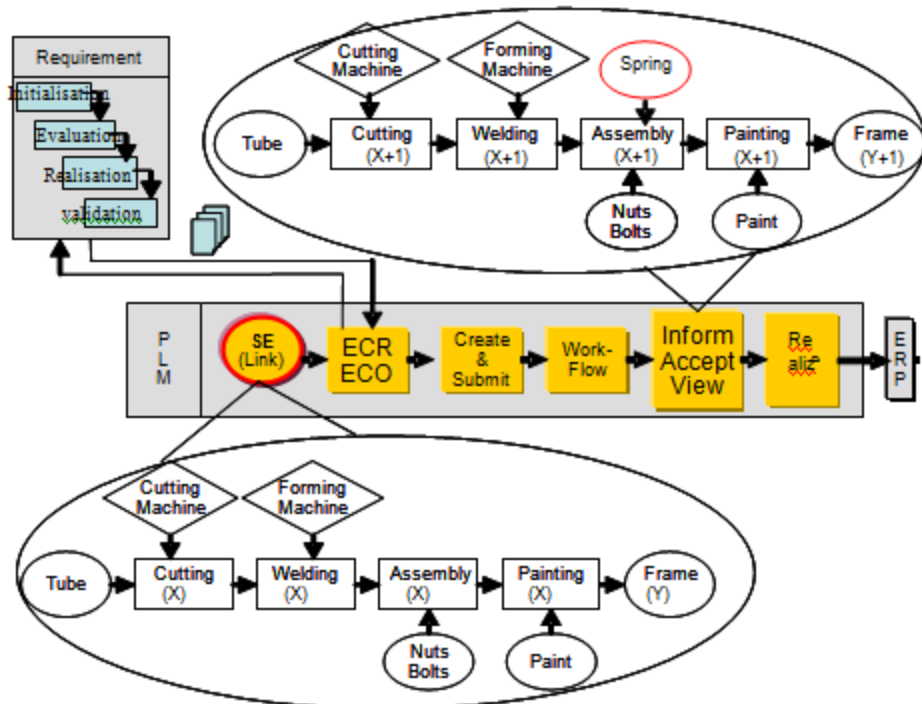 Requirement
Initialisation
Evaluation
Realisation
validation
Cutting
Machine
Forming
Machine
Spring
Tube
Cutting
(X+1)
Welding
(X+1)
Assembly
(X+1)
Painting
(X+1)
Frame
(Y+1)
Nuts
Bolts
Paint
P
L
M
SE
(Link)
ECR
ECO
Create
&
Submit
Work-
Flow
Inform
Accept
View
Re
aliz
e
E
R
P
Cutting
Machine
Forming
Machine
Tube
Cutting
(X)
Welding
(X)
Assembly
(X)
Painting
(X)
Frame
(Y)
Nuts
Bolts
Paint